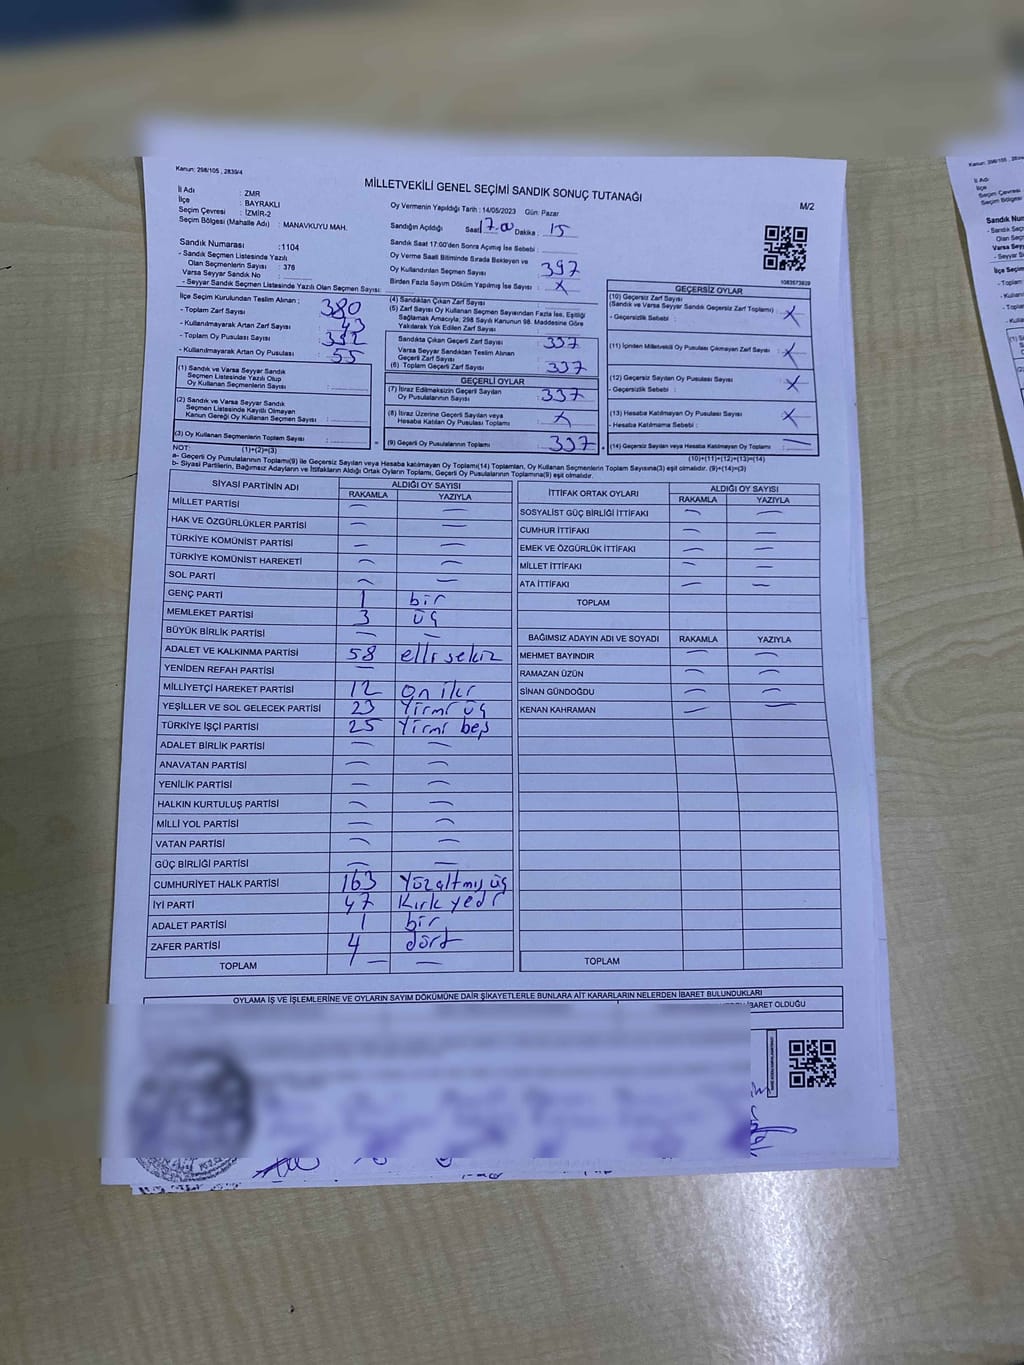 Kanun: 298/105 , 2839/4
MİLLETVEKİLİ GENEL SEÇİMİ SANDIK SONUÇ TUTANAĞI
M/2
İl Adı : ZMR
İlçe : BAYRAKLI
Seçim Çevresi : İZMİR-2
Seçim Bölgesi (Mahalle Adı) : MANAVKUYU MAH.
Oy Vermenin Yapıldığı Tarih : 14/05/2023 Gün: Pazar
Sandığın Açıldığı Saat 17.00 Dakika : 15
Sandık Saat 17:00'den Sonra Açımış İse Sebebi :
Oy Verme Saati Bitiminde Sırada Bekleyen ve
Oy Kullandırılan Seçmen Sayısı : 397
Birden Fazla Sayım Döküm Yapılmış İse Sayısı : X
Sandık Numarası : 1104
- Sandık Seçmen Listesinde Yazılı
Olan Seçmenlerin Sayısı : 376
Varsa Seyyar Sandık No :
- Seyyar Sandık Seçmen Listesinde Yazılı Olan Seçmen Sayısı:
İlçe Seçim Kurulundan Teslim Alınan ;
- Toplam Zarf Sayısı : 380
- Kullanılmayarak Artan Zarf Sayısı : 43
- Toplam Oy Pusulası Sayısı :
- Kullanılmayarak Artan Oy Pusulası : 55
(1) Sandık ve Varsa Seyyar Sandık
Seçmen Listesinde Yazılı Olup
Oy Kullanan Seçmenlerin Sayısı :
(2) Sandık ve Varsa Seyyar Sandık
Seçmen Listesinde Kayıtlı Olmayan
Kanun Gereği Oy Kullanan Seçmen Sayısı :
(3) Oy Kullanan Seçmenlerin Toplam Sayısı :
(1)+(2)=(3)
(4) Sandıktan Çıkan Zarf Sayısı :
(5) Zarf Sayısı Oy Kullanan Seçmen Sayısından Fazla İse, Eşitliği
Sağlamak Amacıyla; 298 Sayılı Kanunun 98. Maddesine Göre
Yakılarak Yok Edilen Zarf Sayısı :
Sandıkta Çıkan Geçerli Zarf Sayısı : 337
Varsa Seyyar Sandıktan Teslim Alınan
Geçerli Zarf Sayısı :
(6) Toplam Geçerli Zarf Sayısı : 337
GEÇERLİ OYLAR
(7) İtiraz Edilmeksizin Geçerli Sayılan
Oy Pusulalarının Sayısı : 337
(8) İtiraz Üzerine Geçerli Sayılan veya
Hesaba Katılan Oy Pusulası Toplamı : X
= (9) Geçerli Oy Pusulalarının Toplamı : 337
1083573829
GEÇERSİZ OYLAR
(10) Geçersiz Zarf Sayısı
(Sandık ve Varsa Seyyar Sandık Geçersiz Zarf Toplamı) : X
- Geçersizlik Sebebi :
(11) İçinden Milletvekili Oy Pusulası Çıkmayan Zarf Sayısı : X
(12) Geçersiz Sayılan Oy Pusulası Sayısı : X
- Geçersizlik Sebebi :
(13) Hesaba Katılmayan Oy Pusulası Sayısı : X
- Hesaba Katılmama Sebebi :
+ (14) Geçersiz Sayılan veya Hesaba Katılmayan Oy Toplamı : —
(10)+(11)+(12)+(13)=(14)
NOT:
a- Geçerli Oy Pusulalarının Toplamı(9) ile Geçersiz Sayılan veya Hesaba katılmayan Oy Toplamı(14) Toplamları, Oy Kullanan Seçmenlerin Toplam Sayısına(3) eşit olmalıdır. (9)+(14)=(3)
b- Siyasi Partilerin, Bağımsız Adayların ve İttifakların Aldığı Ortak Oyların Toplamı, Geçerli Oy Pusulalarının Toplamına(9) eşit olmalıdır.
SİYASİ PARTİNİN ADI ALDIĞI OY SAYISI
RAKAMLA YAZIYLA
MİLLET PARTİSİ — —
HAK VE ÖZGÜRLÜKLER PARTİSİ — —
TÜRKİYE KOMÜNİST PARTİSİ — —
TÜRKİYE KOMÜNİST HAREKETİ — —
SOL PARTİ — —
GENÇ PARTİ 1 bir
MEMLEKET PARTİSİ 3 üç
BÜYÜK BİRLİK PARTİSİ — —
ADALET VE KALKINMA PARTİSİ 58 elli sekiz
YENİDEN REFAH PARTİSİ —
MİLLİYETÇİ HAREKET PARTİSİ 12 on iki
YEŞİLLER VE SOL GELECEK PARTİSİ 23 Yirmi üç
TÜRKİYE İŞÇİ PARTİSİ 25 Yirmi beş
ADALET BİRLİK PARTİSİ — —
ANAVATAN PARTİSİ — —
YENİLİK PARTİSİ — —
HALKIN KURTULUŞ PARTİSİ — —
MİLLİ YOL PARTİSİ — —
VATAN PARTİSİ — —
GÜÇ BİRLİĞİ PARTİSİ — —
CUMHURİYET HALK PARTİSİ 163 Yüzaltmış üç
İYİ PARTİ 47 Kırk yedi
ADALET PARTİSİ 1 bir
ZAFER PARTİSİ 4 dört
TOPLAM — —
İTTİFAK ORTAK OYLARI ALDIĞI OY SAYISI
RAKAMLA YAZIYLA
SOSYALİST GÜÇ BİRLİĞİ İTTİFAKI — —
CUMHUR İTTİFAKI — —
EMEK VE ÖZGÜRLÜK İTTİFAKI — —
MİLLET İTTİFAKI — —
ATA İTTİFAKI — —
TOPLAM
BAĞIMSIZ ADAYIN ADI VE SOYADI RAKAMLA YAZIYLA
MEHMET BAYINDIR — —
RAMAZAN ÜZÜN — —
SİNAN GÜNDOĞDU — —
KENAN KAHRAMAN — —
TOPLAM
OYLAMA İŞ VE İŞLEMLERİNE VE OYLARIN SAYIM DÖKÜMÜNE DAİR ŞİKAYETLERLE BUNLARA AİT KARARLARIN NELERDEN İBARET BULUNDUKLARI
İBARET OLDUĞU